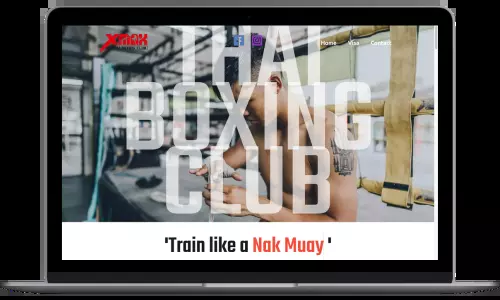 XMAX
Home Visa Contact
THAI
BOXING
CLUB
'Train like a Nak Muay '